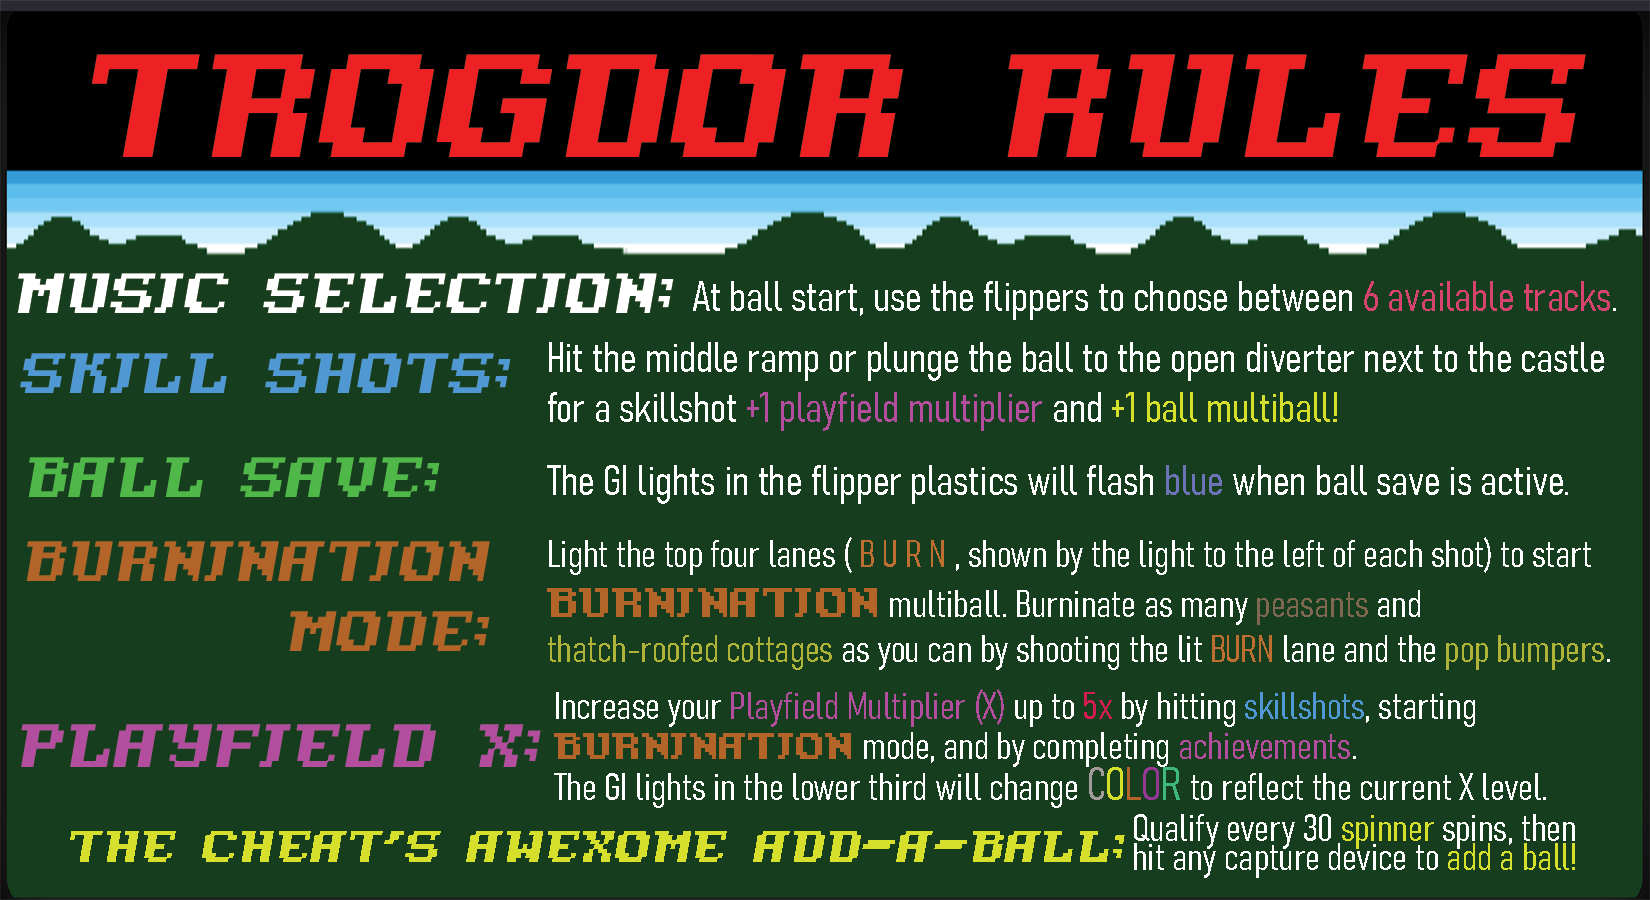 TROGDOR RULES
MUSIC SELECTION: At ball start, use the flippers to choose between 6 available tracks.
SKILL SHOTS: Hit the middle ramp or plunge the ball to the open diverter next to the castle
for a skillshot +1 playfield multiplier and +1 ball multiball!
BALL SAVE: The GI lights in the flipper plastics will flash blue when ball save is active.
BURNINATION
MODE:
Light the top four lanes ( B U R N , shown by the light to the left of each shot) to start
BURNINATION multiball. Burninate as many peasants and
thatch-roofed cottages as you can by shooting the lit BURN lane and the pop bumpers.
PLAYFIELD X:
Increase your Playfield Multiplier (X) up to 5x by hitting skillshots, starting
BURNINATION mode, and by completing achievements.
The GI lights in the lower third will change COLOR to reflect the current X level.
THE CHEAT'S AWEXOME ADD-A-BALL:
Qualify every 30 spinner spins, then
hit any capture device to add a ball!